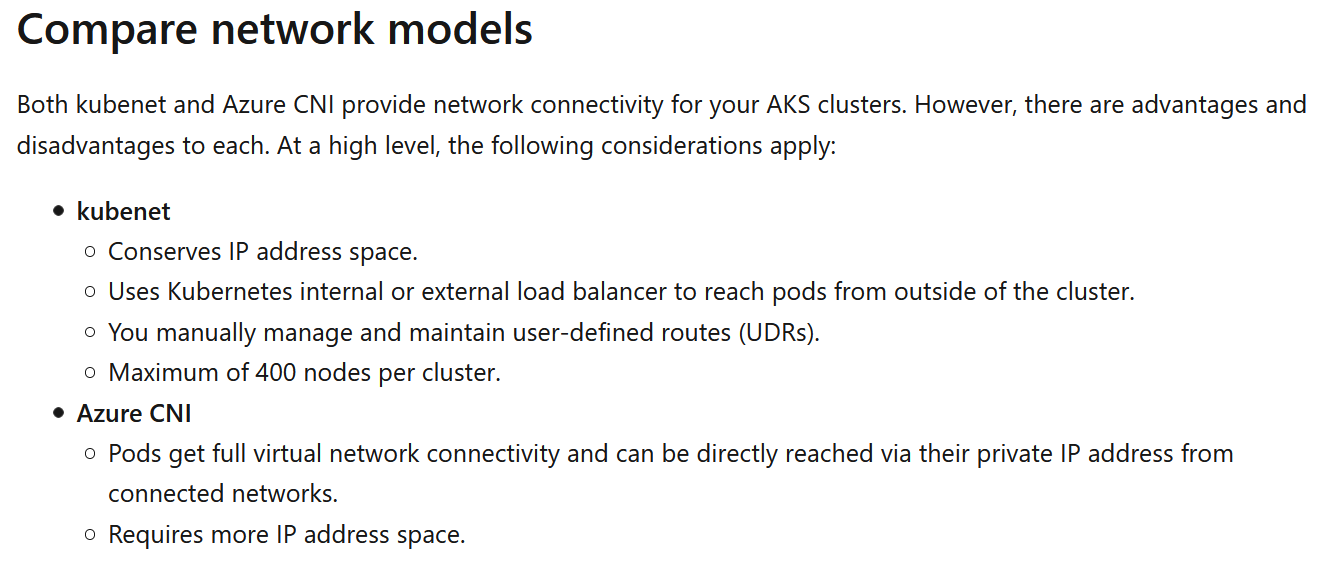 Compare network models
Both kubenet and Azure CNI provide network connectivity for your AKS clusters. However, there are advantages and
disadvantages to each. At a high level, the following considerations apply:
kubenet
Conserves IP address space.
Uses Kubernetes internal or external load balancer to reach pods from outside of the cluster.
You manually manage and maintain user-defined routes (UDRs).
Maximum of 400 nodes per cluster.
Azure CNI
Pods get full virtual network connectivity and can be directly reached via their private IP address from
connected networks.
Requires more IP address space.